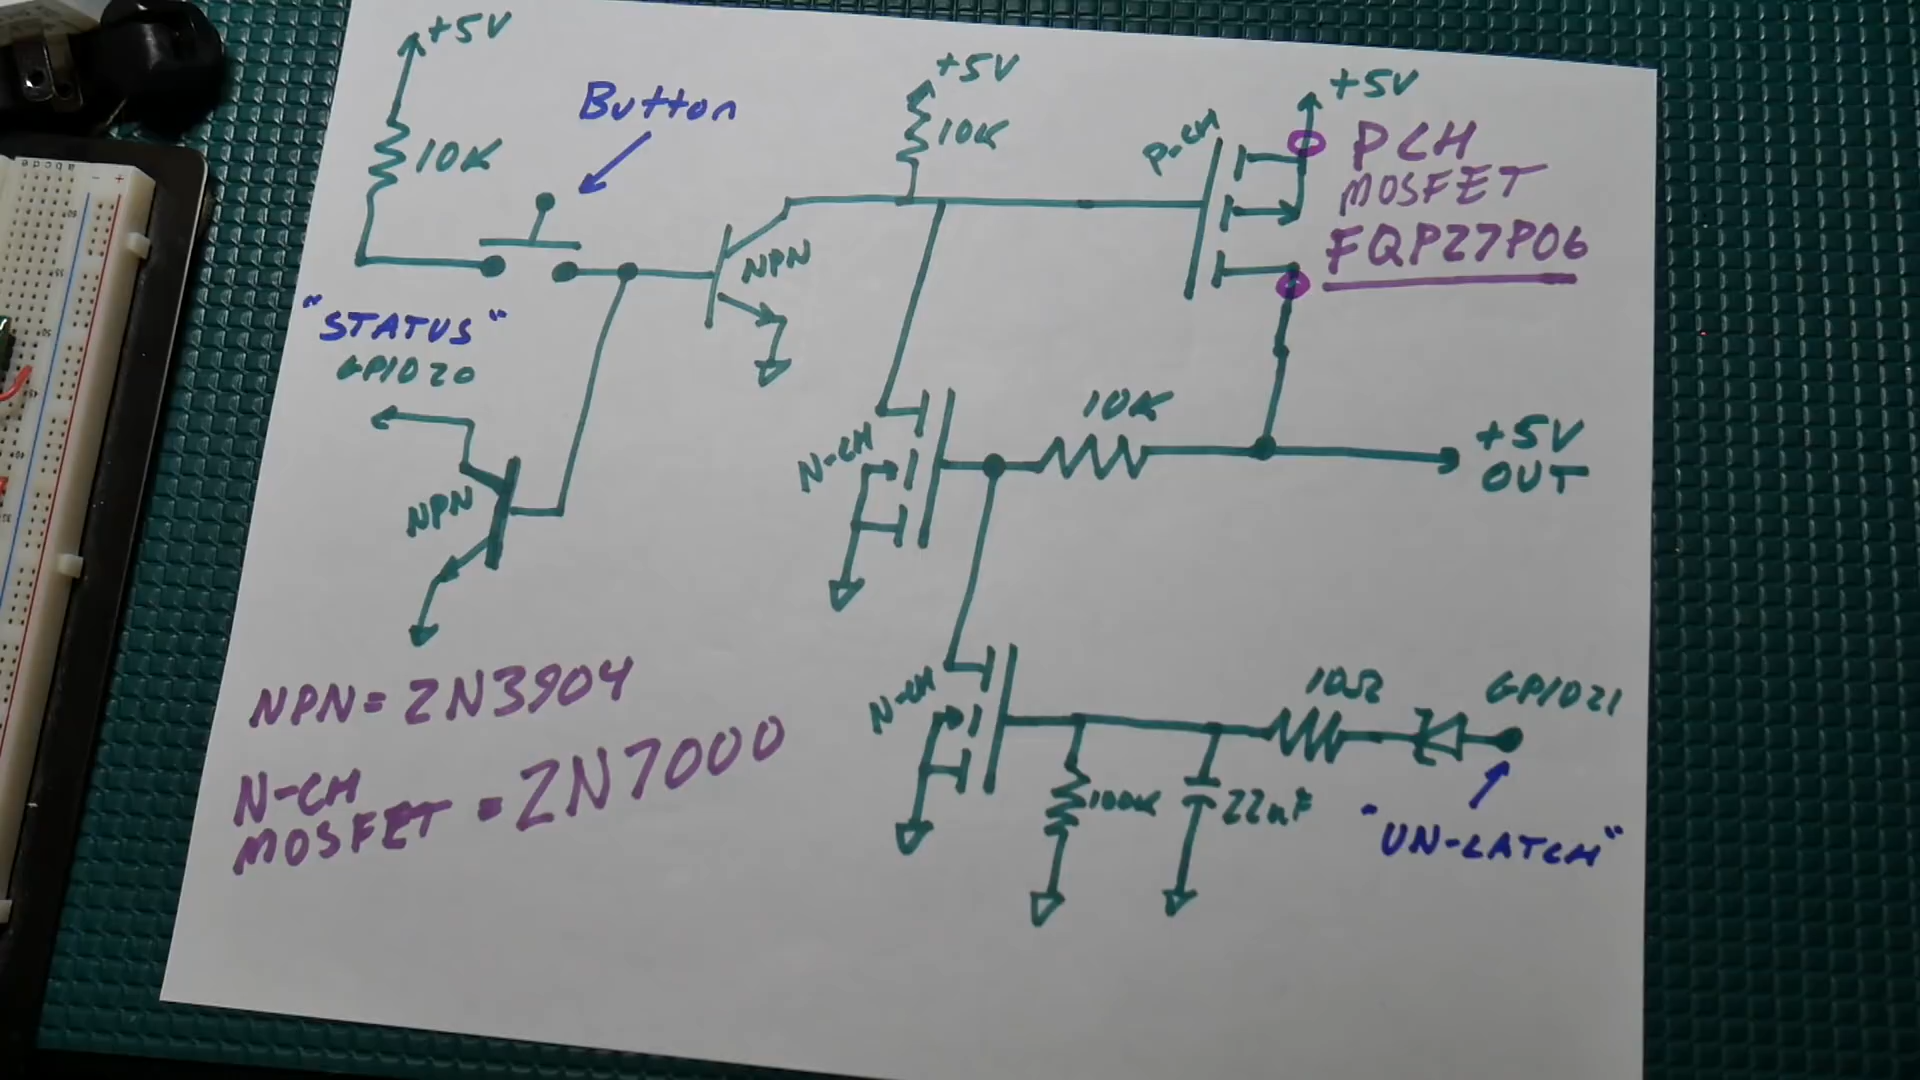 +5V
10K
Button
"STATUS"
GPIO20
NPN
NPN
+5V
10K
P-CH
+5V
PCH
MOSFET
FQP27P06
N-CH
10K
+5V
OUT
N-CH
100K
22nF
10Ω
GPIO21
"UN-LATCH"
NPN = 2N3904
N-CH
MOSFET = 2N7000